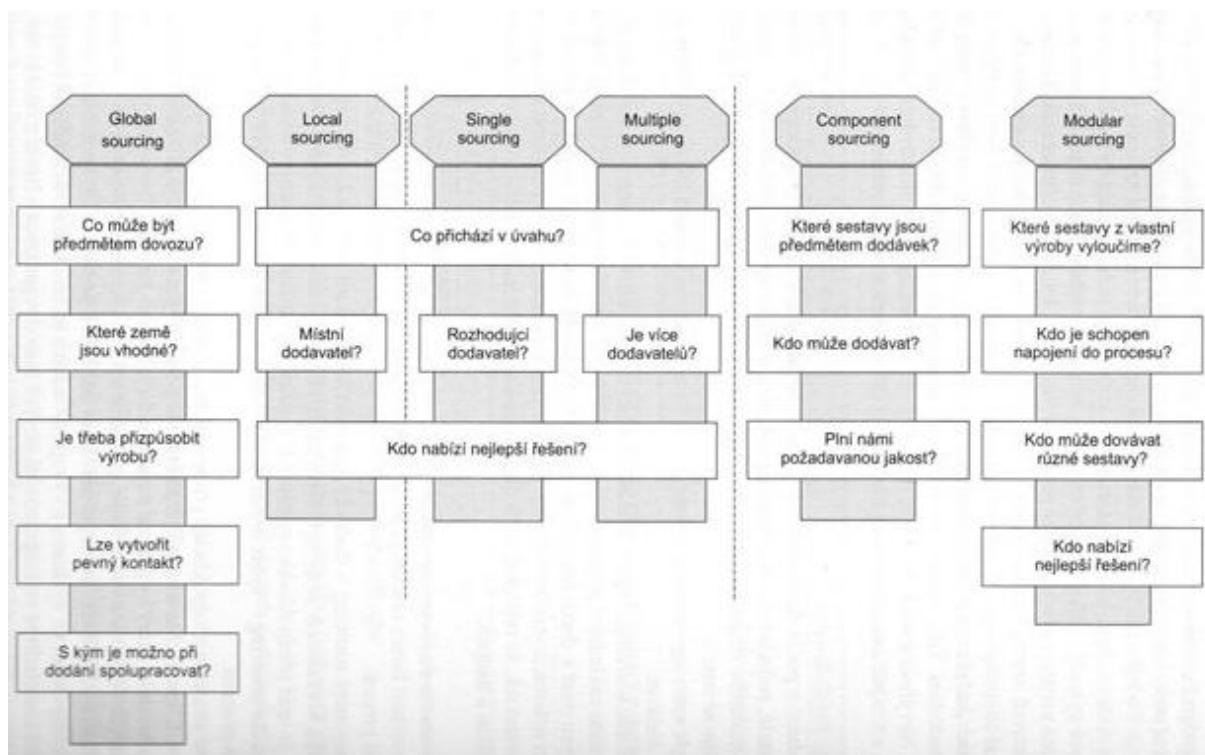 Global
sourcing
Local
sourcing
Single
sourcing
Multiple
sourcing
Component
sourcing
Modular
sourcing
Co může být
předmětem dovozu?
Co přichází v úvahu?
Které sestavy jsou
předmětem dodávek?
Které sestavy z vlastní
výroby vyloučíme?
Které země
jsou vhodné?
Místní
dodavatel?
Rozhodující
dodavatel?
Je více
dodavatelů?
Kdo může dodávat?
Kdo je schopen
napojení do procesu?
Je třeba přizpůsobit
výrobu?
Kdo nabízí nejlepší řešení?
Plní námi
požadavanou jakost?
Kdo může dovávat
různé sestavy?
Lze vytvořit
pevný kontakt?
Kdo nabízí
nejlepší řešení?
S kým je možno při
dodání spolupracovat?